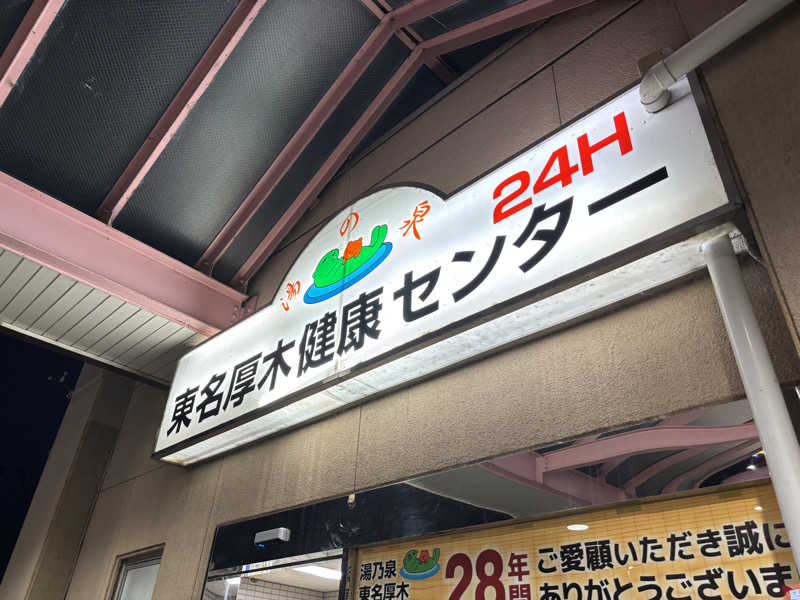 湯の泉
24H
東名厚木健康センター
湯乃泉
東名厚木
28年間
ご愛顧いただき誠に
ありがとうございま